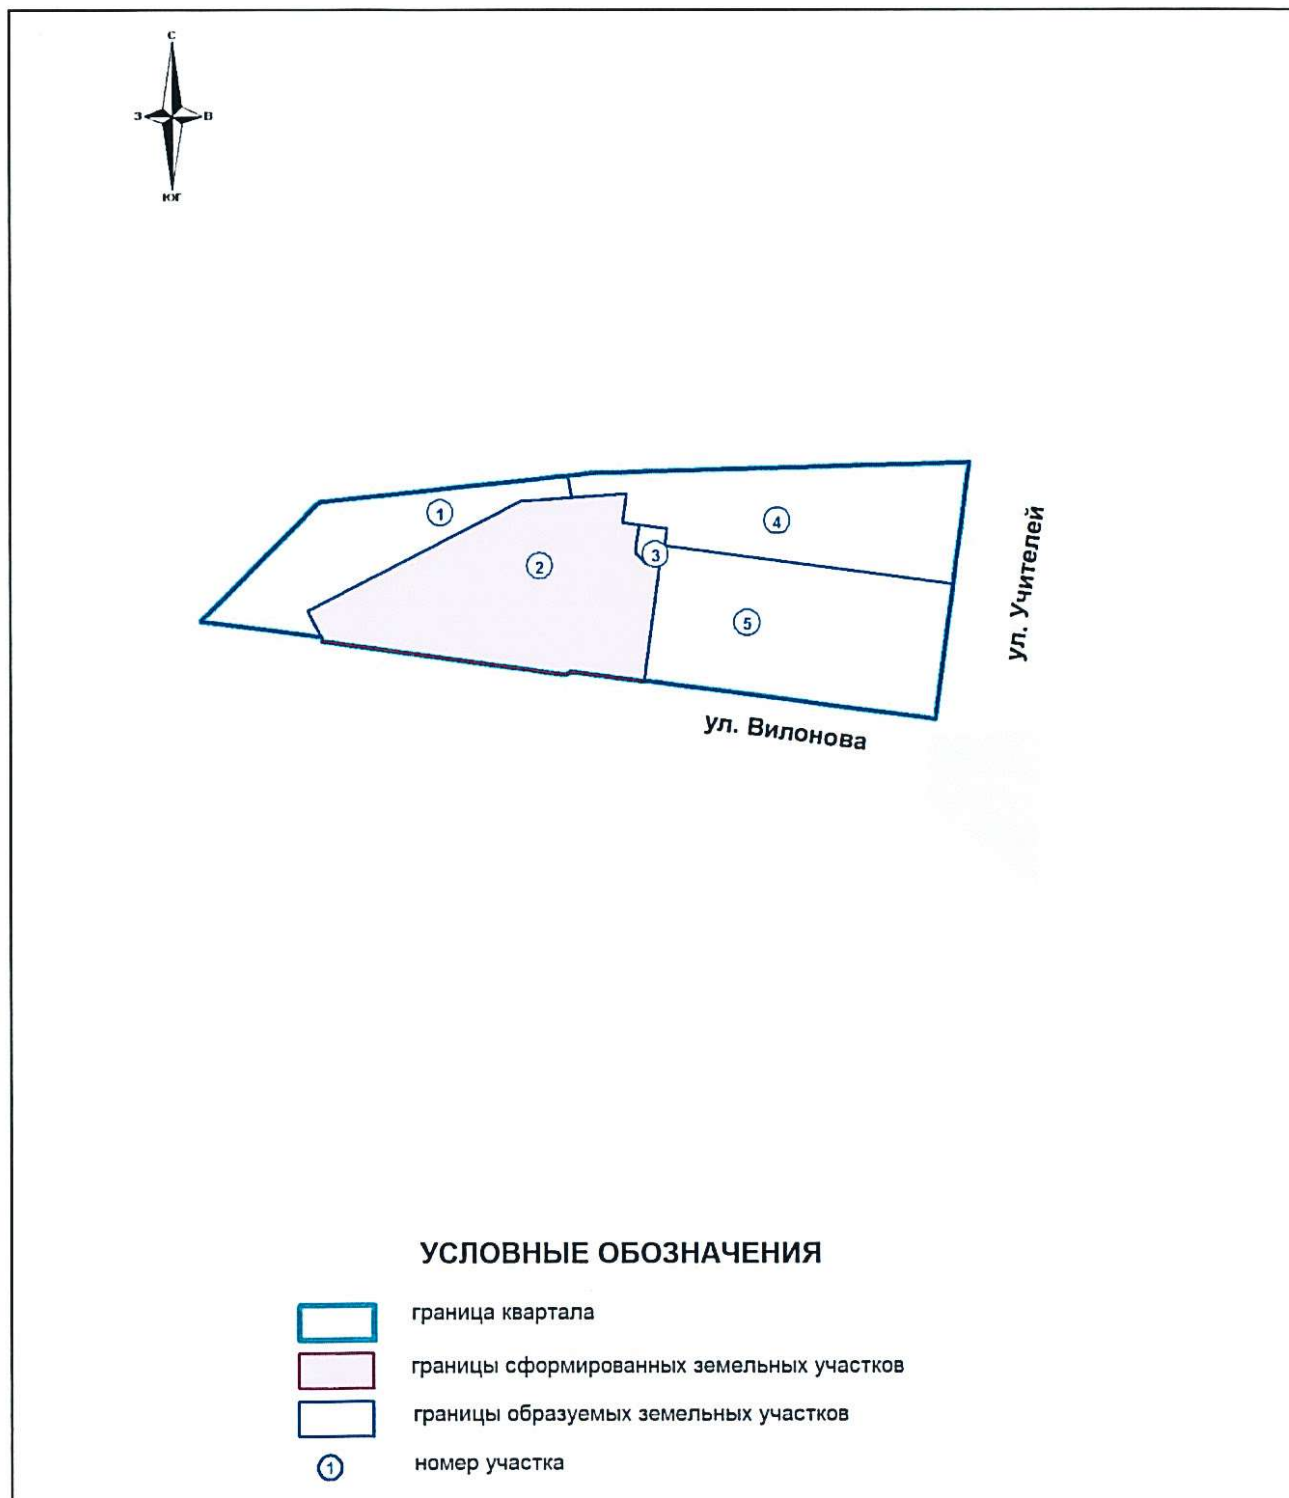 С
З В
ЮГ
1
4
3
2
5
ул. Учителей
ул. Вилонова
УСЛОВНЫЕ ОБОЗНАЧЕНИЯ
граница квартала
границы сформированных земельных участков
границы образуемых земельных участков
1 номер участка